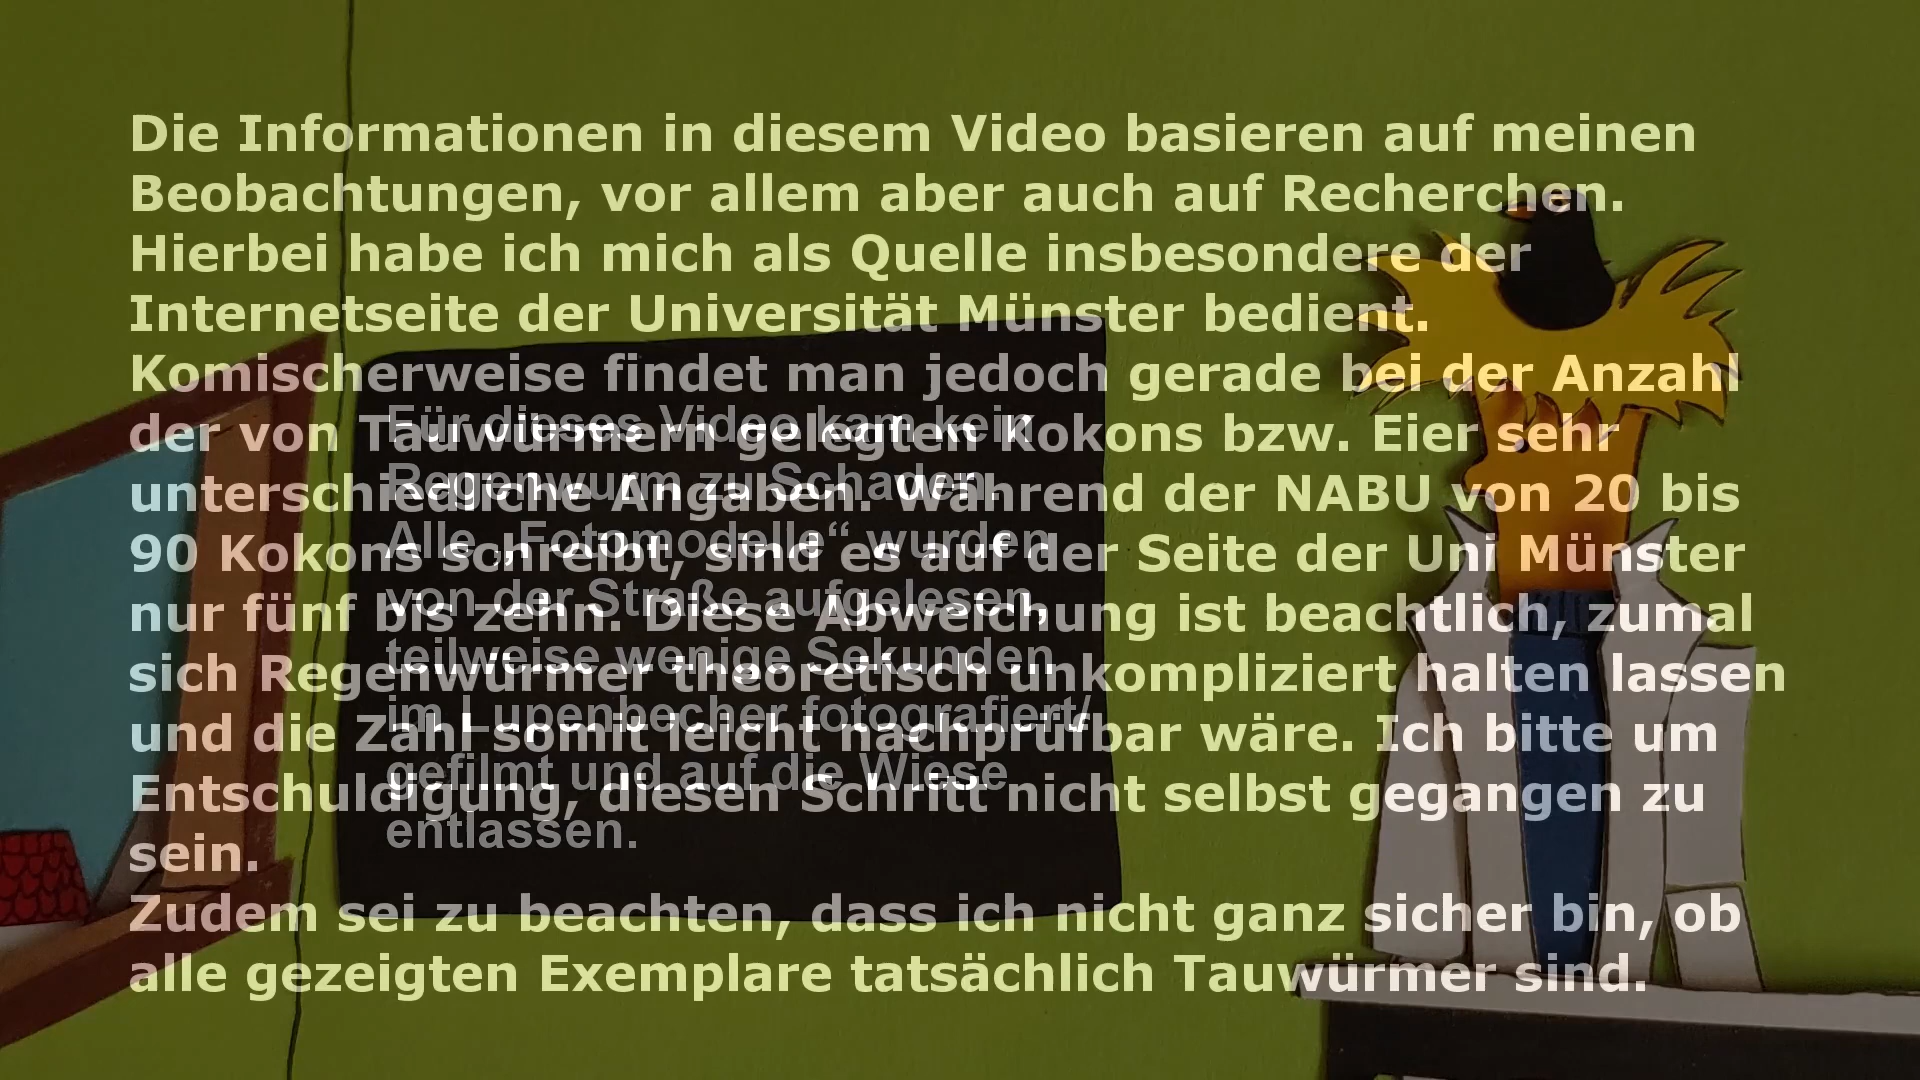 Die Informationen in diesem Video basieren auf meinen
Beobachtungen, vor allem aber auch auf Recherchen.
Hierbei habe ich mich als Quelle insbesondere der
Internetseite der Universität Münster bedient.
Komischerweise findet man jedoch gerade bei der Anzahl
der von Tauwürmern gelegten Kokons bzw. Eier sehr
unterschiedliche Angaben. Während der NABU von 20 bis
90 Kokons schreibt, sind es auf der Seite der Uni Münster
nur fünf bis zehn. Diese Abweichung ist beachtlich, zumal
sich Regenwürmer theoretisch unkompliziert halten lassen
und die Zahl somit leicht nachprüfbar wäre. Ich bitte um
Entschuldigung, diesen Schritt nicht selbst gegangen zu
sein.
Zudem sei zu beachten, dass ich nicht ganz sicher bin, ob
alle gezeigten Exemplare tatsächlich Tauwürmer sind.
Für dieses Video kam kein
Regenwurm zu Schaden.
Alle „Fotomodelle“ wurden
von der Straße aufgelesen,
teilweise wenige Sekunden
im Lupenbecher fotografiert/
gefilmt und auf die Wiese
entlassen.